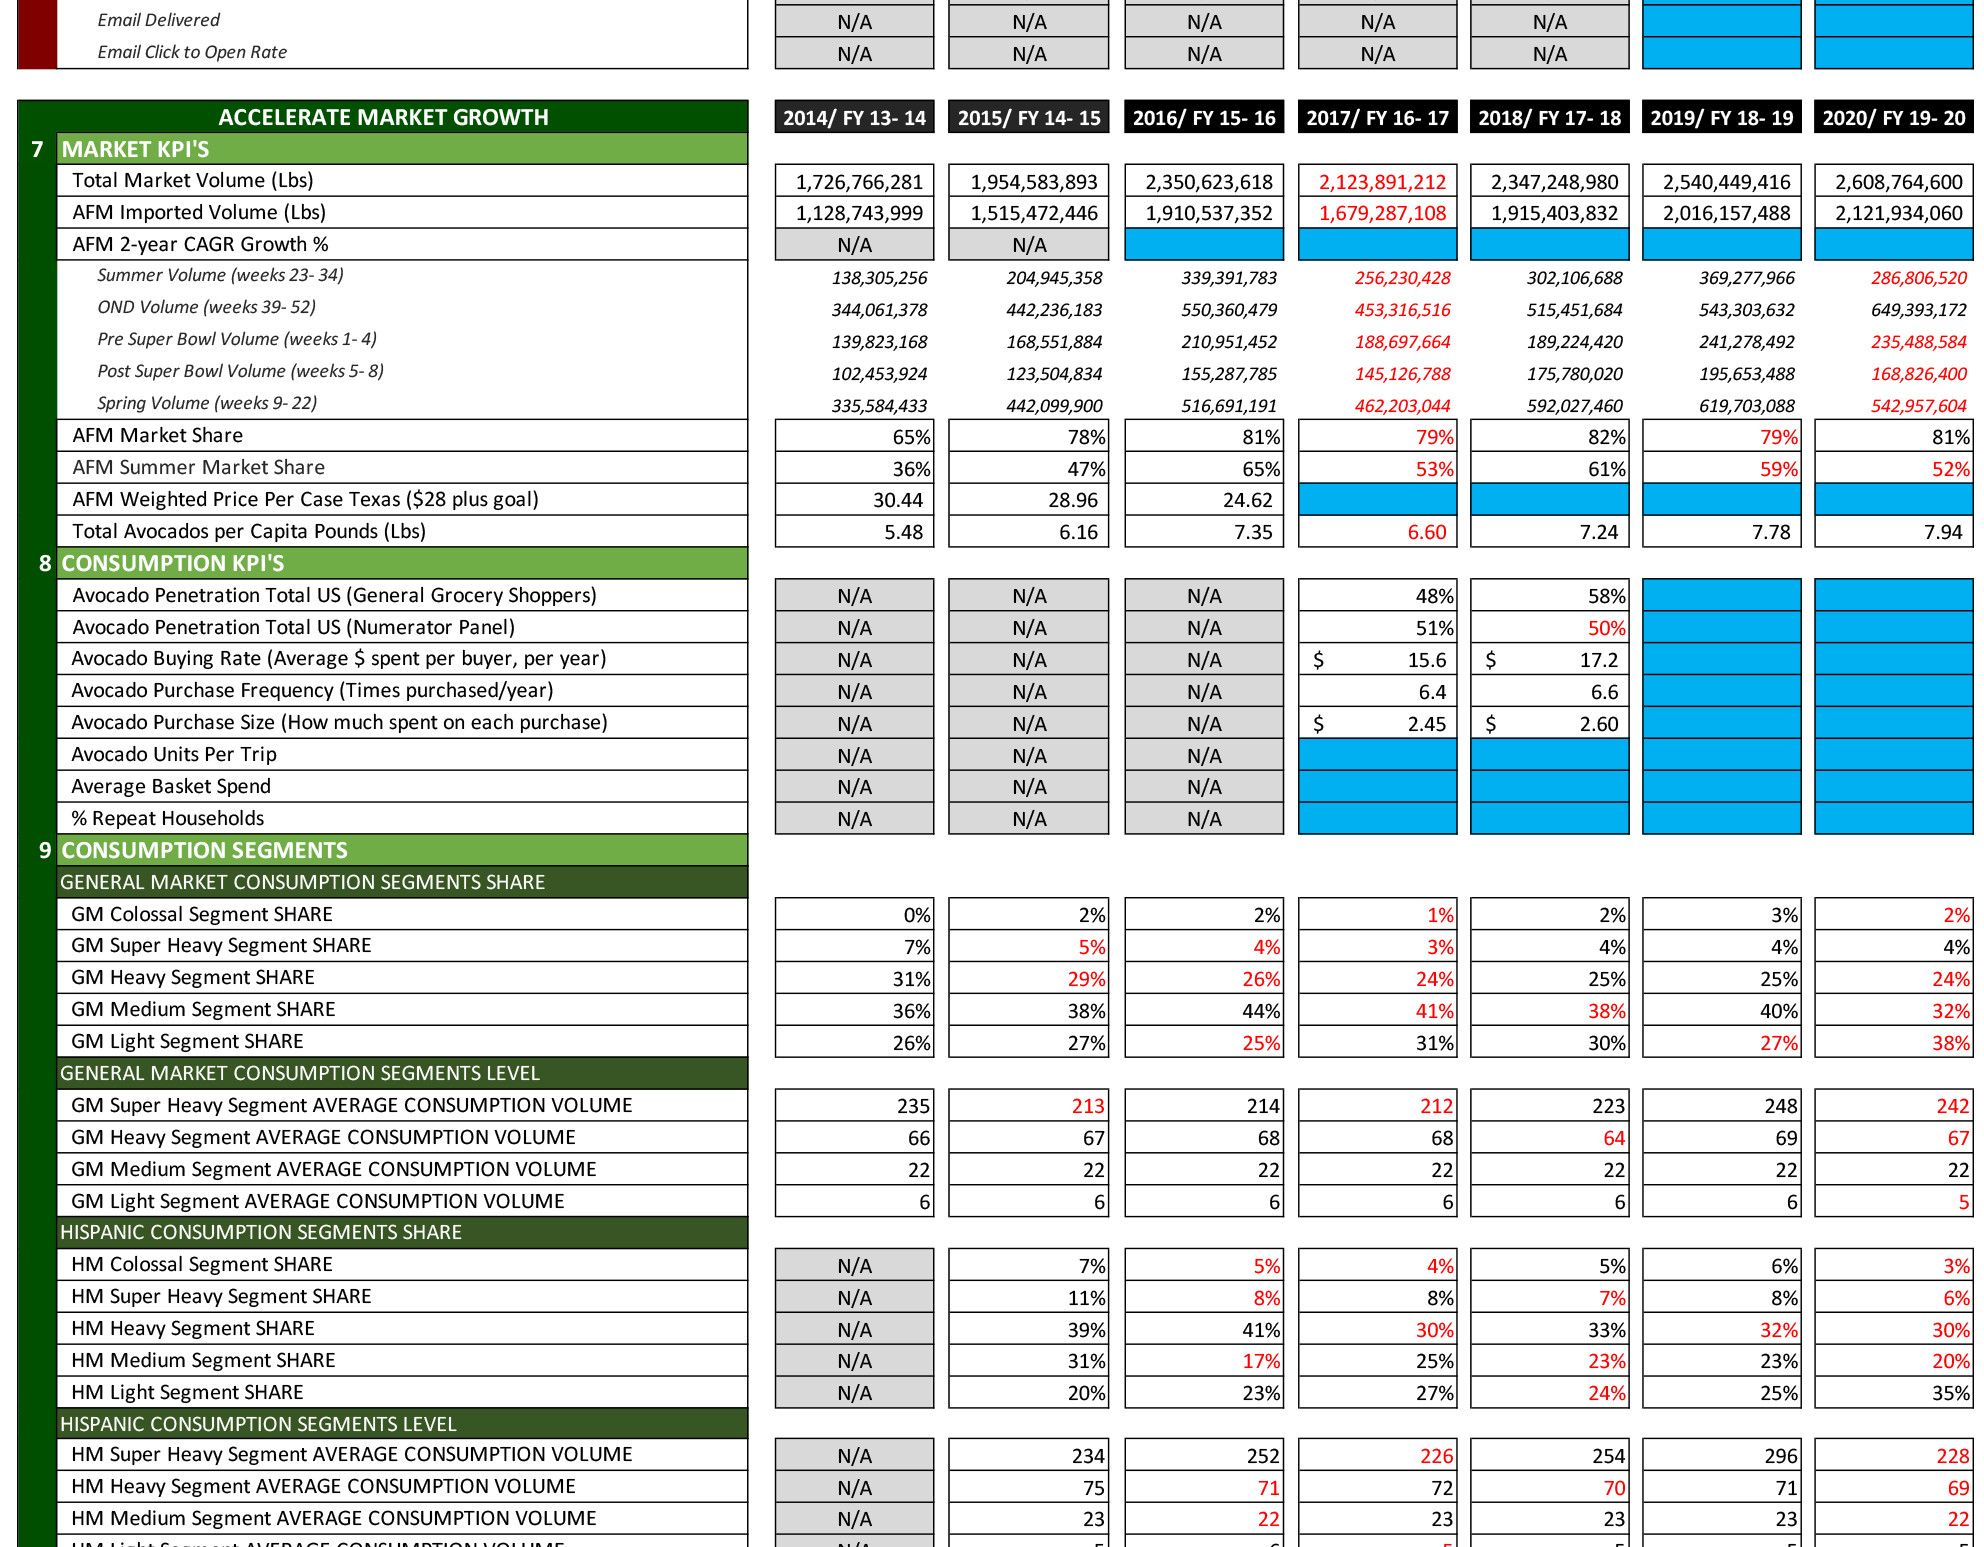 Email Delivered N/A N/A N/A N/A N/A
Email Click to Open Rate N/A N/A N/A N/A N/A
ACCELERATE MARKET GROWTH 2014/ FY 13- 14 2015/ FY 14- 15 2016/ FY 15- 16 2017/ FY 16- 17 2018/ FY 17- 18 2019/ FY 18- 19 2020/ FY 19- 20
7 MARKET KPI'S
Total Market Volume (Lbs) 1,726,766,281 1,954,583,893 2,350,623,618 2,123,891,212 2,347,248,980 2,540,449,416 2,608,764,600
AFM Imported Volume (Lbs) 1,128,743,999 1,515,472,446 1,910,537,352 1,679,287,108 1,915,403,832 2,016,157,488 2,121,934,060
AFM 2-year CAGR Growth % N/A N/A
Summer Volume (weeks 23- 34) 138,305,256 204,945,358 339,391,783 256,230,428 302,106,688 369,277,966 286,806,520
OND Volume (weeks 39- 52) 344,061,378 442,236,183 550,360,479 453,316,516 515,451,684 543,303,632 649,393,172
Pre Super Bowl Volume (weeks 1- 4) 139,823,168 168,551,884 210,951,452 188,697,664 189,224,420 241,278,492 235,488,584
Post Super Bowl Volume (weeks 5- 8) 102,453,924 123,504,834 155,287,785 145,126,788 175,780,020 195,653,488 168,826,400
Spring Volume (weeks 9- 22) 335,584,433 442,099,900 516,691,191 462,203,044 592,027,460 619,703,088 542,957,604
AFM Market Share 65% 78% 81% 79% 82% 79% 81%
AFM Summer Market Share 36% 47% 65% 53% 61% 59% 52%
AFM Weighted Price Per Case Texas ($28 plus goal) 30.44 28.96 24.62
Total Avocados per Capita Pounds (Lbs) 5.48 6.16 7.35 6.60 7.24 7.78 7.94
8 CONSUMPTION KPI'S
Avocado Penetration Total US (General Grocery Shoppers) N/A N/A N/A 48% 58%
Avocado Penetration Total US (Numerator Panel) N/A N/A N/A 51% 50%
Avocado Buying Rate (Average $ spent per buyer, per year) N/A N/A N/A $ 15.6 $ 17.2
Avocado Purchase Frequency (Times purchased/year) N/A N/A N/A 6.4 6.6
Avocado Purchase Size (How much spent on each purchase) N/A N/A N/A $ 2.45 $ 2.60
Avocado Units Per Trip N/A N/A N/A
Average Basket Spend N/A N/A N/A
% Repeat Households N/A N/A N/A
9 CONSUMPTION SEGMENTS
GENERAL MARKET CONSUMPTION SEGMENTS SHARE
GM Colossal Segment SHARE 0% 2% 2% 1% 2% 3% 2%
GM Super Heavy Segment SHARE 7% 5% 4% 3% 4% 4% 4%
GM Heavy Segment SHARE 31% 29% 26% 24% 25% 25% 24%
GM Medium Segment SHARE 36% 38% 44% 41% 38% 40% 32%
GM Light Segment SHARE 26% 27% 25% 31% 30% 27% 38%
GENERAL MARKET CONSUMPTION SEGMENTS LEVEL
GM Super Heavy Segment AVERAGE CONSUMPTION VOLUME 235 213 214 212 223 248 242
GM Heavy Segment AVERAGE CONSUMPTION VOLUME 66 67 68 68 64 69 67
GM Medium Segment AVERAGE CONSUMPTION VOLUME 22 22 22 22 22 22 22
GM Light Segment AVERAGE CONSUMPTION VOLUME 6 6 6 6 6 6 5
HISPANIC CONSUMPTION SEGMENTS SHARE
HM Colossal Segment SHARE N/A 7% 5% 4% 5% 6% 3%
HM Super Heavy Segment SHARE N/A 11% 8% 8% 7% 8% 6%
HM Heavy Segment SHARE N/A 39% 41% 30% 33% 32% 30%
HM Medium Segment SHARE N/A 31% 17% 25% 23% 23% 20%
HM Light Segment SHARE N/A 20% 23% 27% 24% 25% 35%
HISPANIC CONSUMPTION SEGMENTS LEVEL
HM Super Heavy Segment AVERAGE CONSUMPTION VOLUME N/A 234 252 226 254 296 228
HM Heavy Segment AVERAGE CONSUMPTION VOLUME N/A 75 71 72 70 71 69
HM Medium Segment AVERAGE CONSUMPTION VOLUME N/A 23 22 23 23 23 22